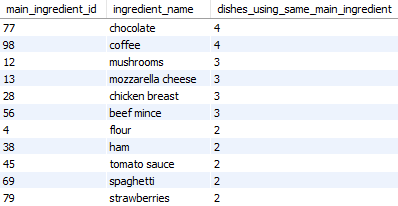 main_ingredient_id ingredient_name dishes_using_same_main_ingredient
77 chocolate 4
98 coffee 4
12 mushrooms 3
13 mozzarella cheese 3
28 chicken breast 3
56 beef mince 3
4 flour 2
38 ham 2
45 tomato sauce 2
69 spaghetti 2
79 strawberries 2